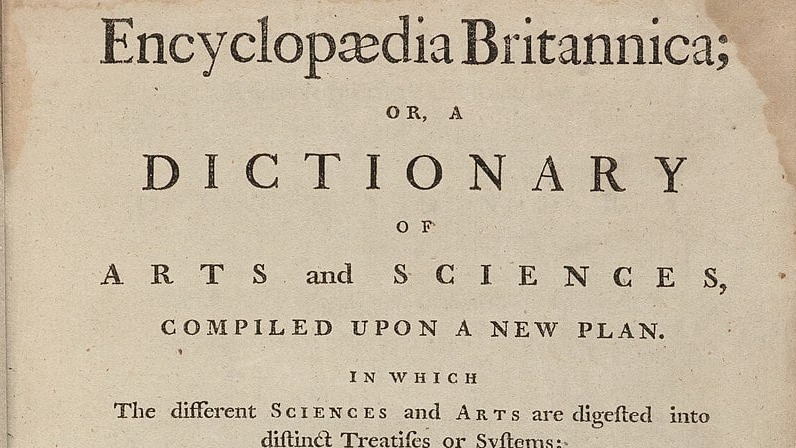 Encyclopædia Britannica;
OR, A
DICTIONARY
OF
ARTS and SCIENCES,
COMPILED UPON A NEW PLAN.
IN WHICH
The different SCIENCES and ARTS are digeſted into
diſtinct Treatiſes or Syſtems;